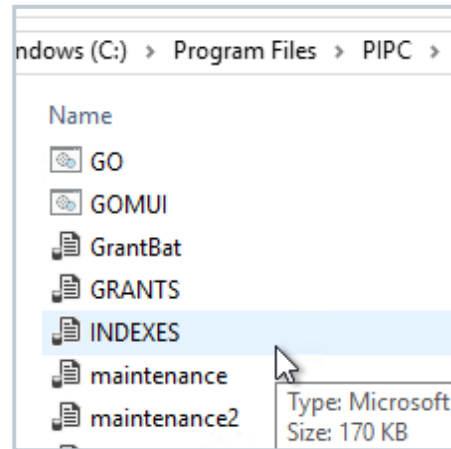 ndows (C:) > Program Files > PIPC >
Name
GO
GOMUI
GrantBat
GRANTS
INDEXES
maintenance
maintenance2
Type: Microsoft
Size: 170 KB